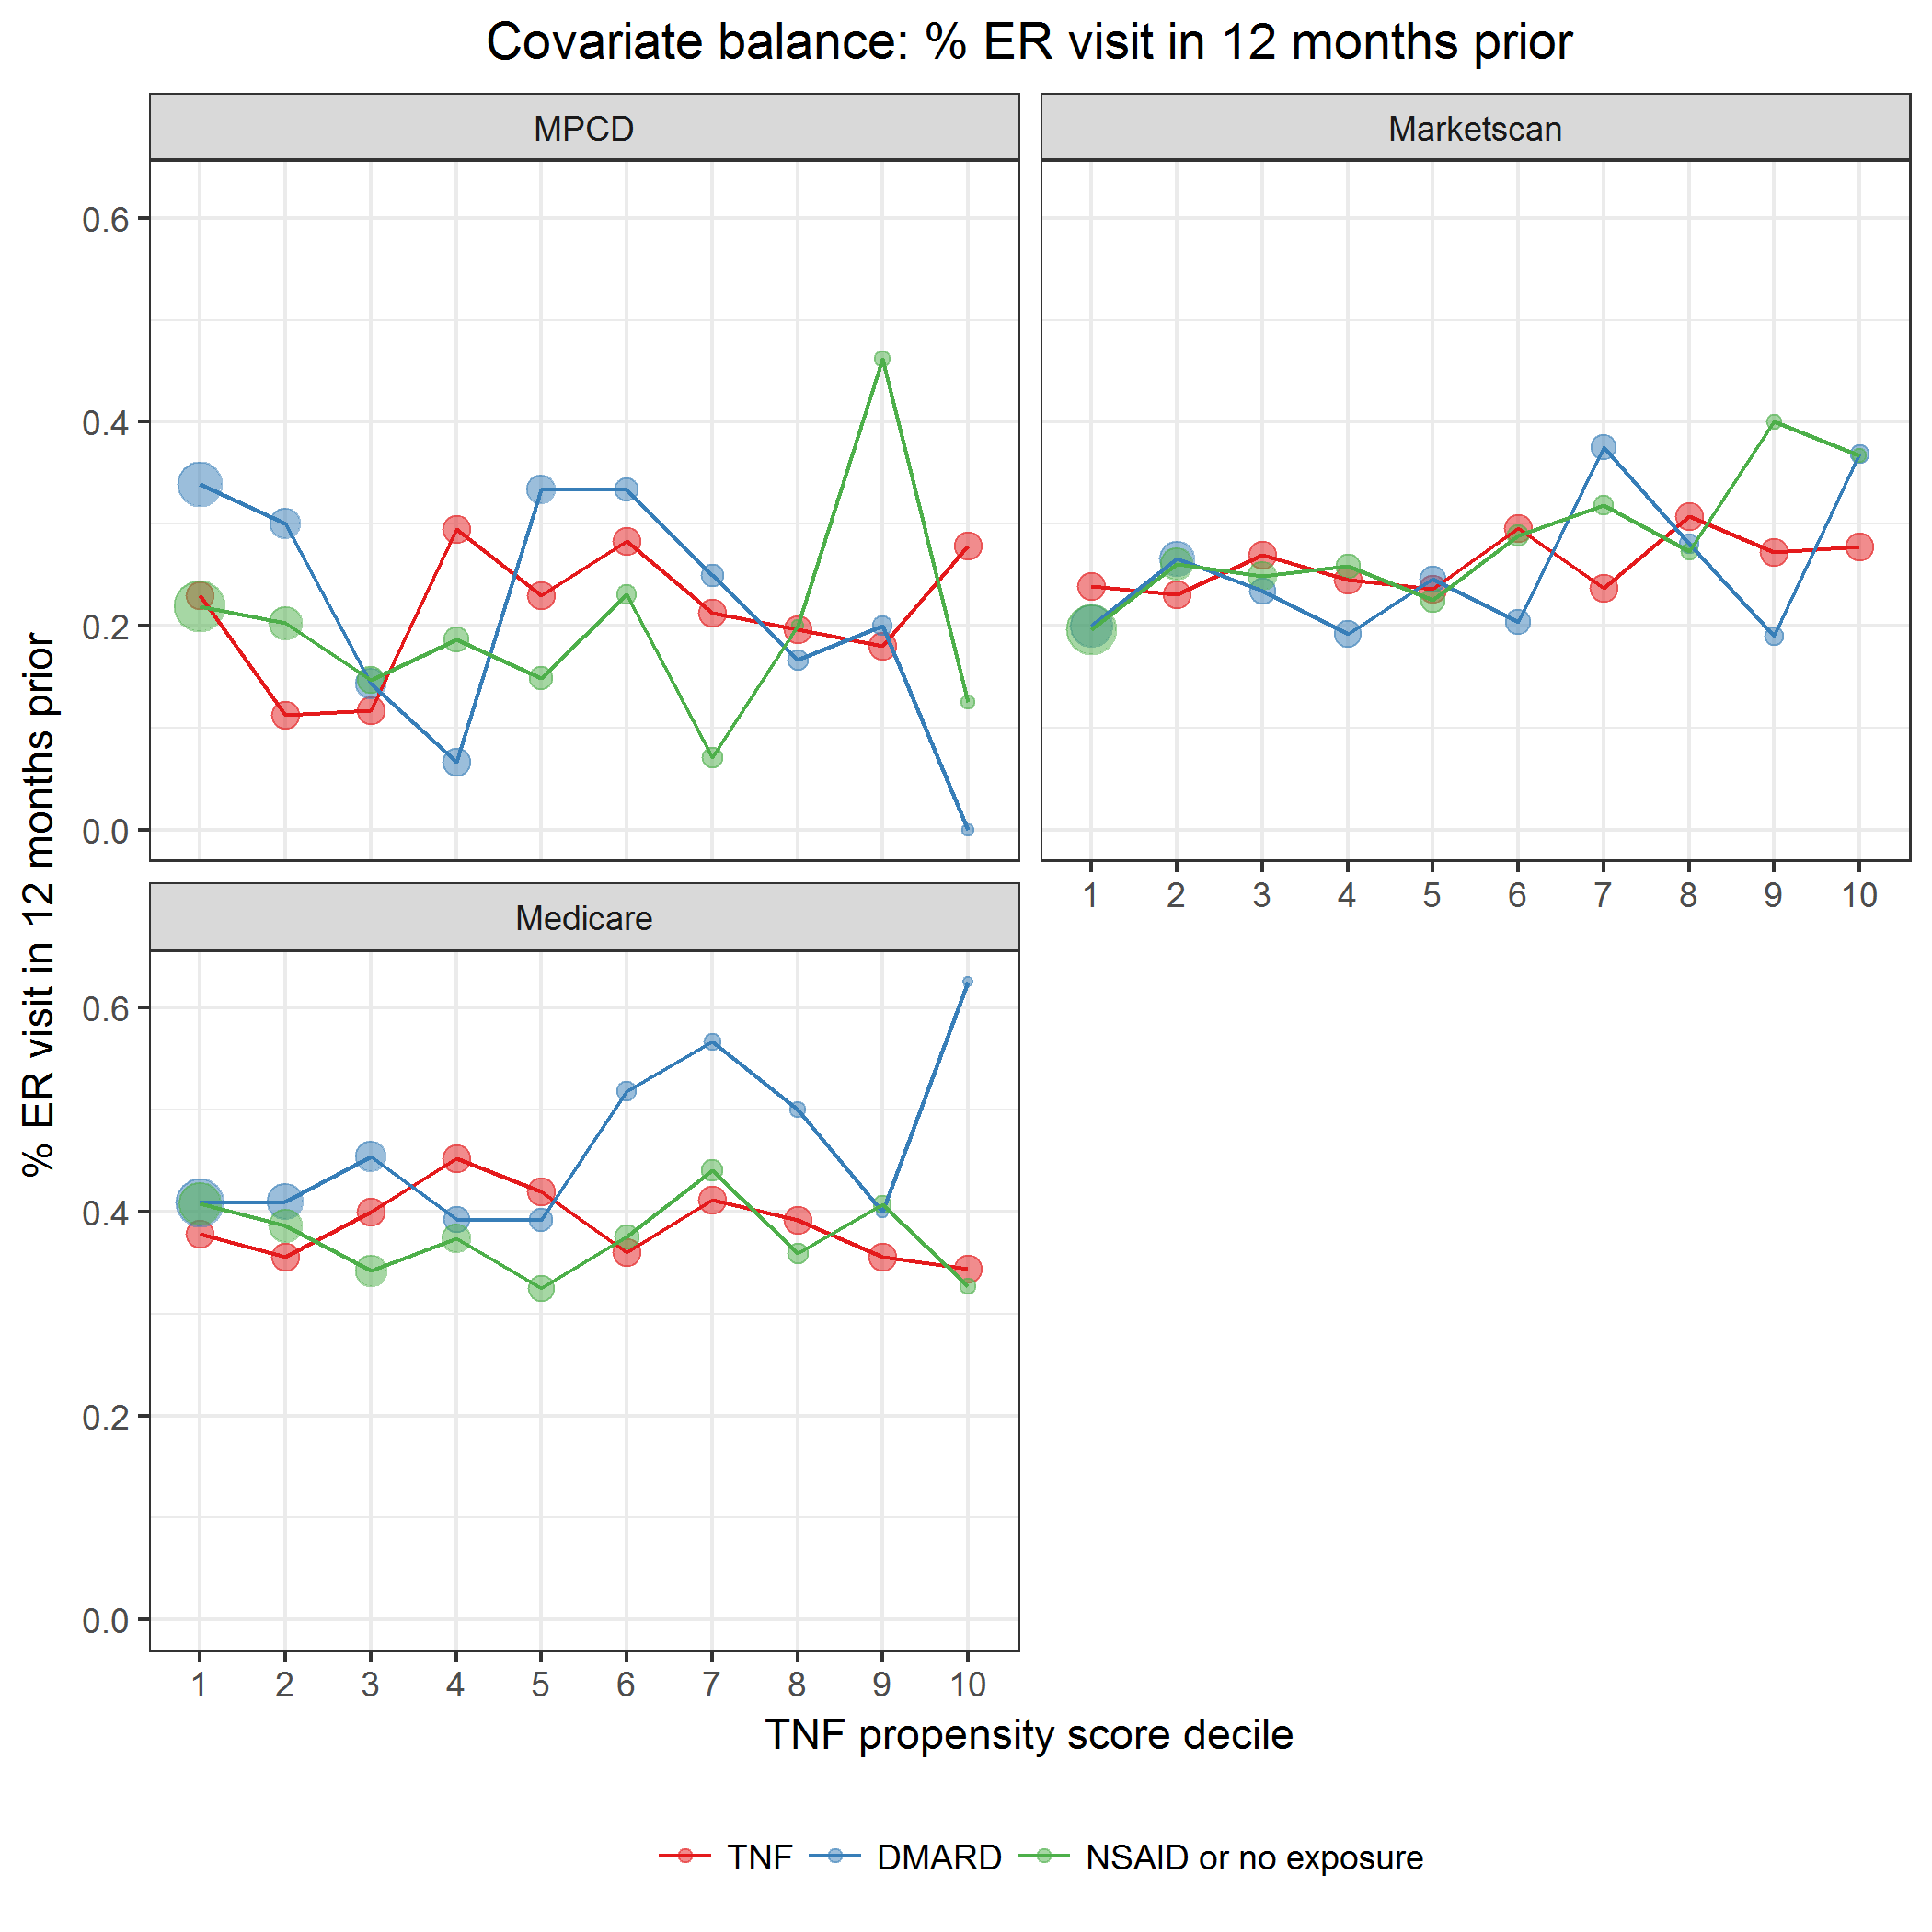 Covariate balance: % ER visit in 12 months prior
MPCD
Marketscan
0.6
0.4
0.2
0.0
1 2 3 4 5 6 7 8 9 10
Medicare
0.6
0.4
0.2
0.0
1 2 3 4 5 6 7 8 9 10
% ER visit in 12 months prior
TNF propensity score decile
TNF DMARD NSAID or no exposure